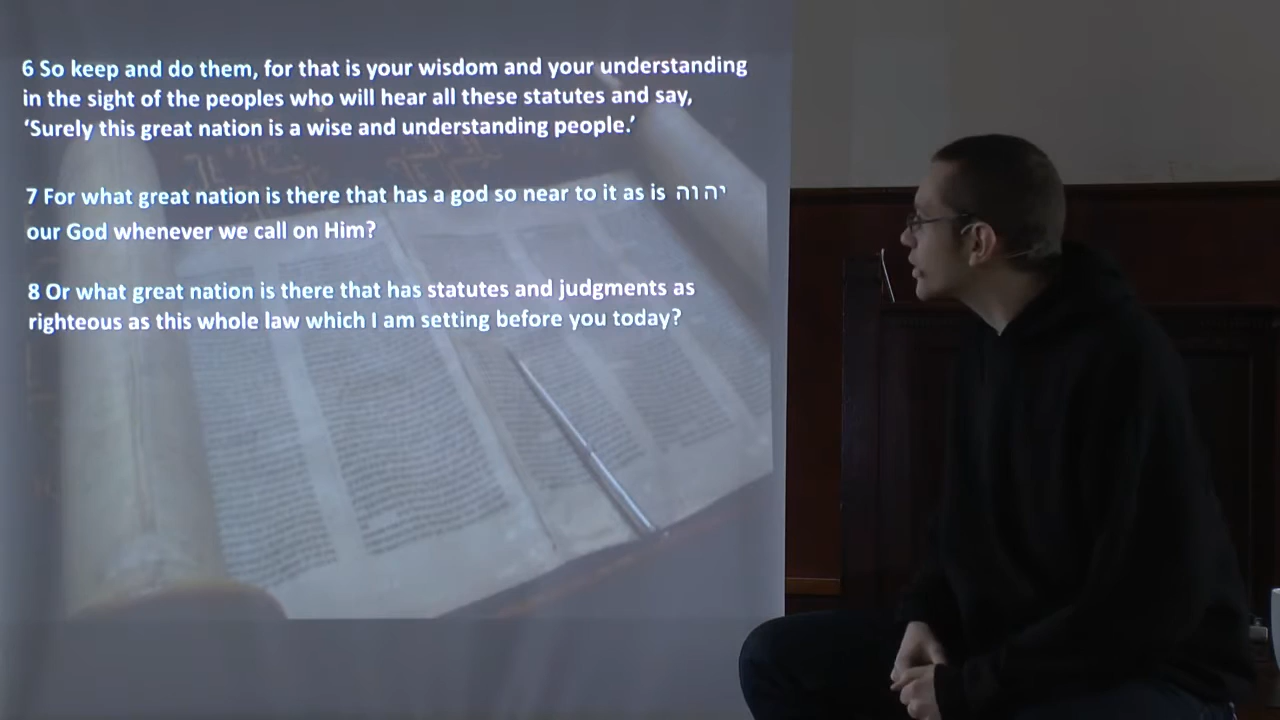 6 So keep and do them, for that is your wisdom and your understanding
in the sight of the peoples who will hear all these statutes and say,
‘Surely this great nation is a wise and understanding people.’
7 For what great nation is there that has a god so near to it as is יהוה
our God whenever we call on Him?
8 Or what great nation is there that has statutes and judgments as
righteous as this whole law which I am setting before you today?